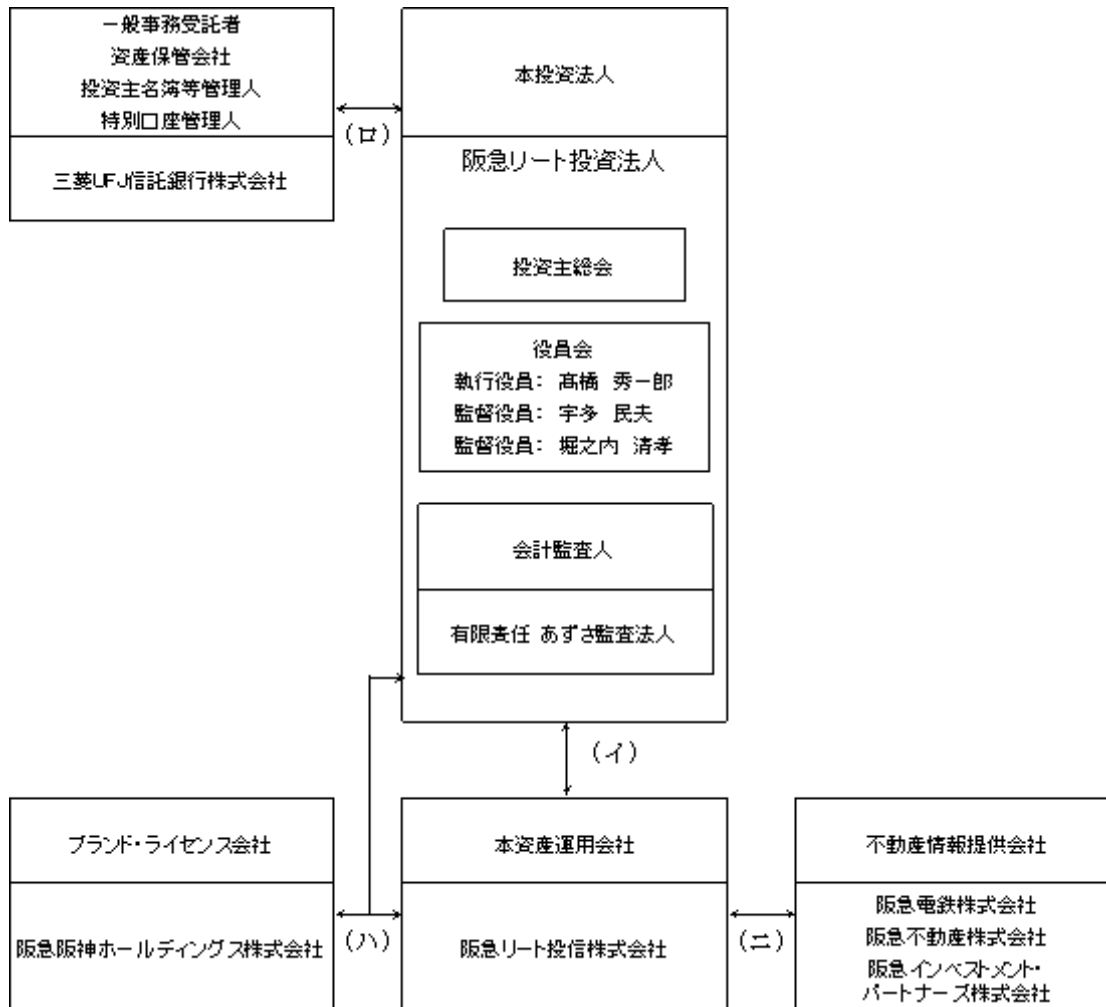 一般事務受託者
資産保管会社
投資主名簿等管理人
特別口座管理人
三菱UFJ信託銀行株式会社
(ロ)
本投資法人
阪急リート投資法人
投資主総会
役員会
執行役員: 髙橋 秀一郎
監督役員: 宇多 民夫
監督役員: 堀之内 清孝
会計監査人
有限責任 あずさ監査法人
(イ)
ブランド・ライセンス会社
阪急阪神ホールディングス株式会社
(ハ)
本資産運用会社
阪急リート投信株式会社
(ニ)
不動産情報提供会社
阪急電鉄株式会社
阪急不動産株式会社
阪急インベストメント・
パートナーズ株式会社